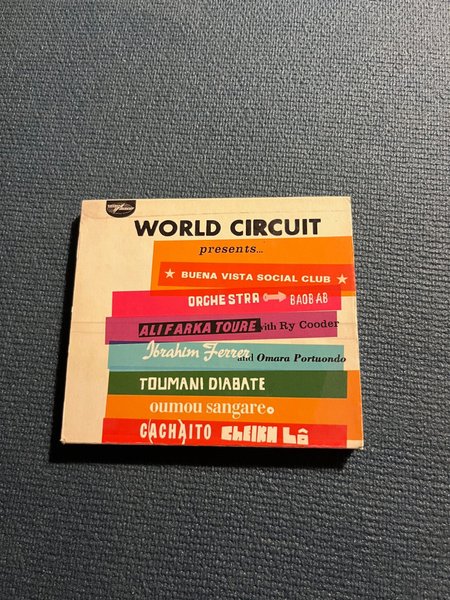 WORLD CIRCUIT
presents...
★ BUENA VISTA SOCIAL CLUB ★
ORCHESTRA BAOBAB
ALI FARKA TOURE with Ry Cooder
Ibrahim Ferrer and Omara Portuondo
TOUMANI DIABATE
oumou sangare
CACHAITO CHEIKH LÔ